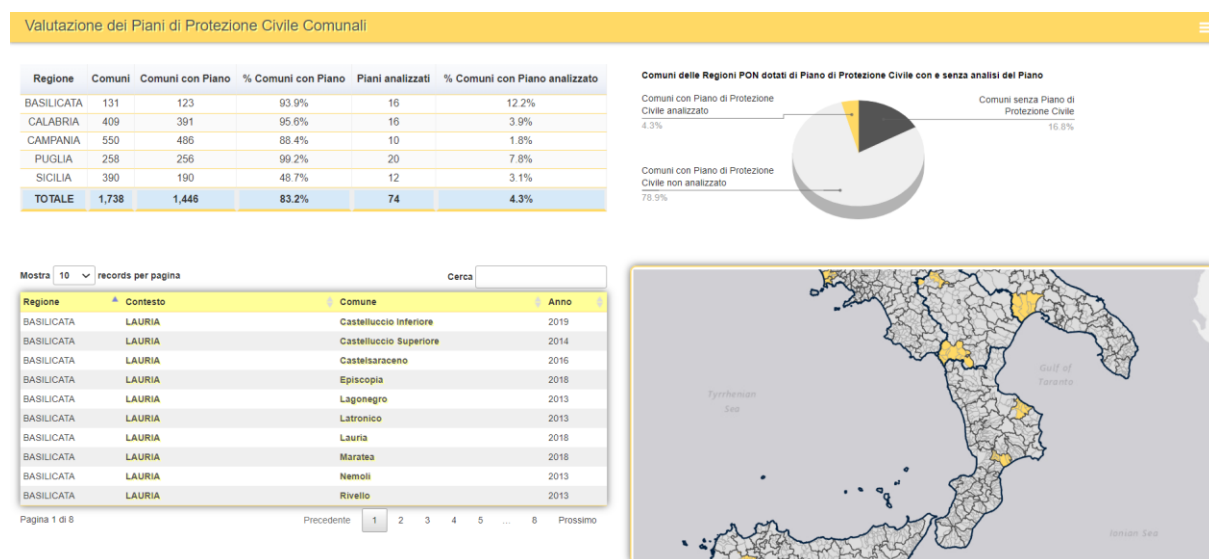 Valutazione dei Piani di Protezione Civile Comunali
Regione Comuni Comuni con Piano % Comuni con Piano Piani analizzati % Comuni con Piano analizzato
BASILICATA 131 123 93.9% 16 12.2%
CALABRIA 409 391 95.6% 16 3.9%
CAMPANIA 550 486 88.4% 10 1.8%
PUGLIA 258 256 99.2% 20 7.8%
SICILIA 390 190 48.7% 12 3.1%
TOTALE 1,738 1,446 83.2% 74 4.3%
Comuni delle Regioni PON dotati di Piano di Protezione Civile con e senza analisi del Piano
Comuni con Piano di Protezione
Civile analizzato
4.3%
Comuni senza Piano di
Protezione Civile
16.8%
Comuni con Piano di Protezione
Civile non analizzato
78.9%
Mostra 10 records per pagina
Cerca
Regione Contesto Comune Anno
BASILICATA LAURIA Castelluccio Inferiore 2019
BASILICATA LAURIA Castelluccio Superiore 2014
BASILICATA LAURIA Castelsaraceno 2016
BASILICATA LAURIA Episcopia 2018
BASILICATA LAURIA Lagonegro 2013
BASILICATA LAURIA Latronico 2013
BASILICATA LAURIA Lauria 2018
BASILICATA LAURIA Maratea 2018
BASILICATA LAURIA Nemoli 2013
BASILICATA LAURIA Rivello 2013
Pagina 1 di 8
Precedente 1 2 3 4 5 ... 8 Prossimo
Gulf of
Taranto
Tyrrhenian
Sea
Ionian Sea